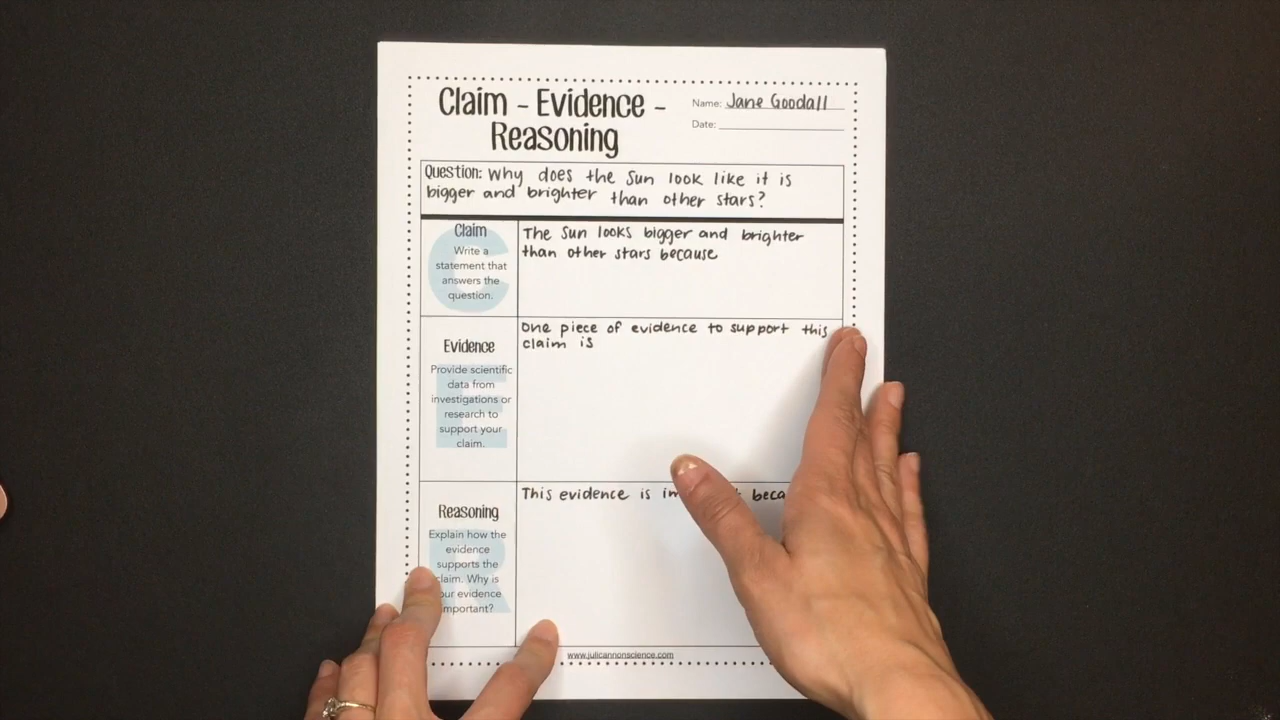 Claim - Evidence -
Reasoning
Name: Jane Goodall
Date:
Question: Why does the Sun look like it is
bigger and brighter than other stars?
Claim
Write a
statement that
answers the
question.
The Sun looks bigger and brighter
than other stars because
Evidence
Provide scientific
data from
investigations or
research to
support your
claim.
One piece of evidence to support this
claim is
Reasoning
Explain how the
evidence
supports the
claim. Why is
evidence
important?
This evidence is
www.julicannonscience.com